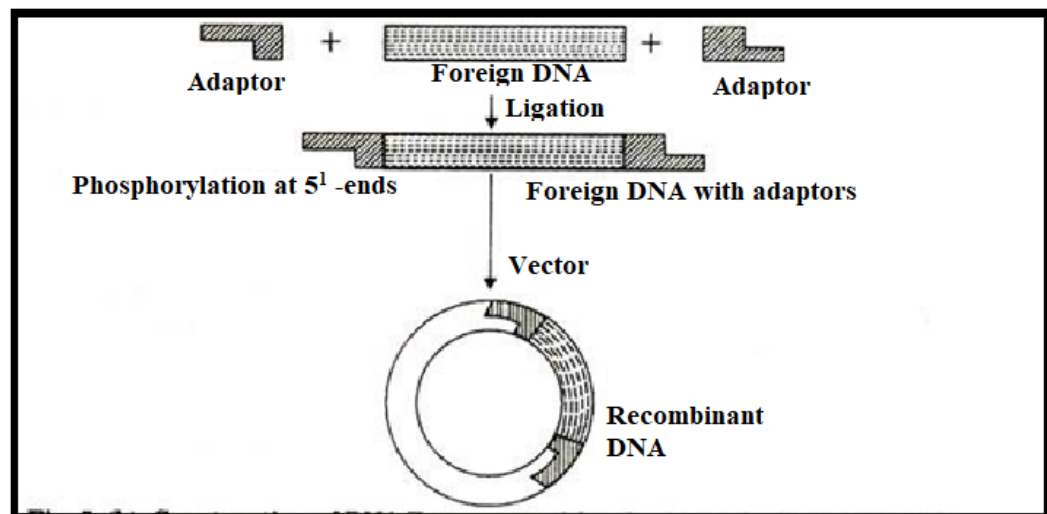 + +
Adaptor Foreign DNA Adaptor
Ligation
Phosphorylation at 5¹ -ends Foreign DNA with adaptors
Vector
Recombinant
DNA